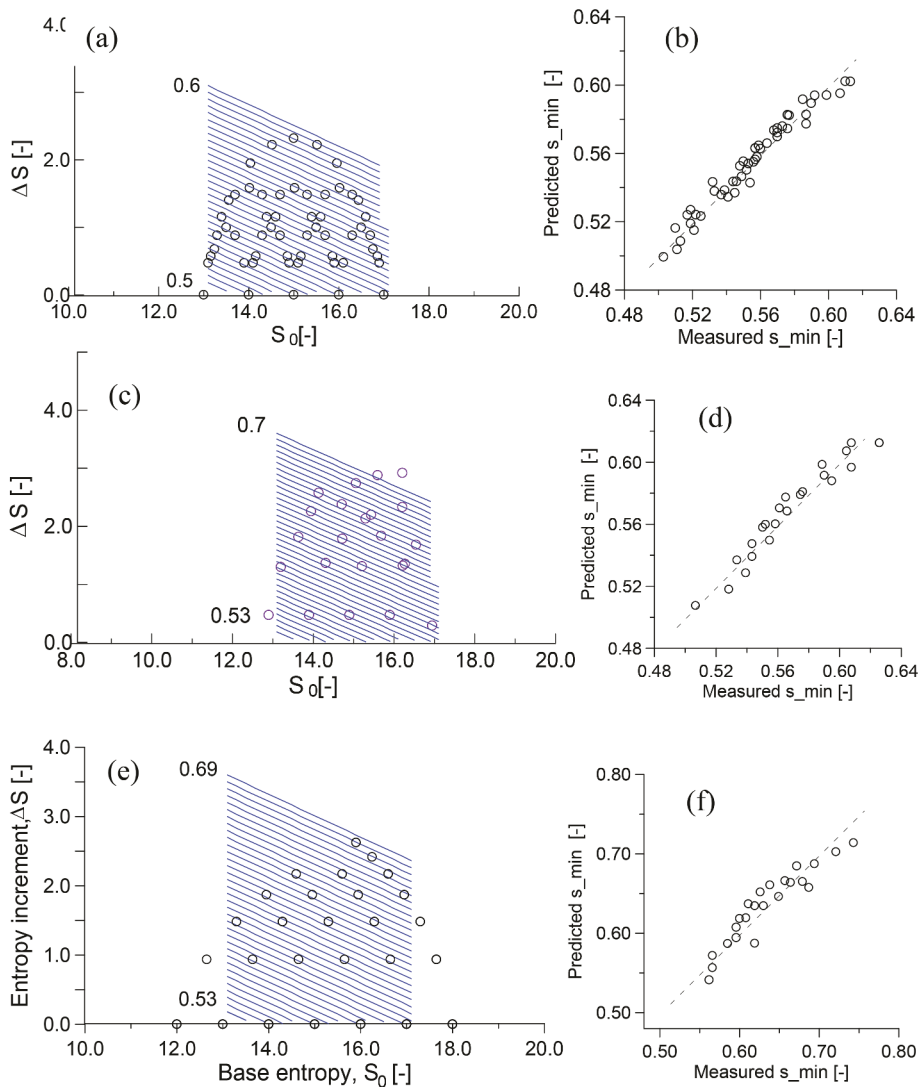 (a)
4.0
2.0
0.0
Δ S [-]
0.6
0.5
10.0 12.0 14.0 16.0 18.0 20.0
S0[-]
(b)
0.64
0.60
0.56
0.52
0.48
Predicted s_min [-]
0.48 0.52 0.56 0.60 0.64
Measured s_min [-]
(c)
4.0
2.0
0.0
Δ S [-]
0.7
0.53
8.0 10.0 12.0 14.0 16.0 18.0 20.0
S0[-]
(d)
0.64
0.60
0.56
0.52
0.48
Predicted s_min [-]
0.48 0.52 0.56 0.60 0.64
Measured s_min [-]
(e)
4.0
3.0
2.0
1.0
0.0
Entropy increment,ΔS [-]
0.69
0.53
10.0 12.0 14.0 16.0 18.0 20.0
Base entropy, S0 [-]
(f)
0.80
0.70
0.60
0.50
Predicted s_min [-]
0.50 0.60 0.70 0.80
Measured s_min [-]